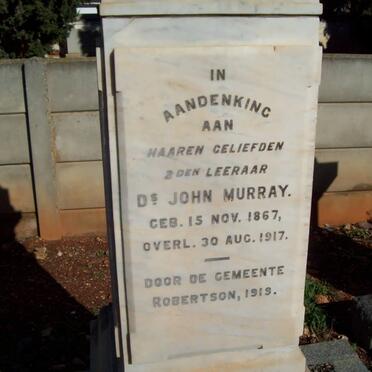 IN
AANDENKING
AAN
HAAREN GELIEFDEN
2DEN LEERAAR
DS JOHN MURRAY.
GEB. 15 NOV. 1867,
OVERL. 30 AUG. 1917.
DOOR DE GEMEENTE
ROBERTSON, 1919.